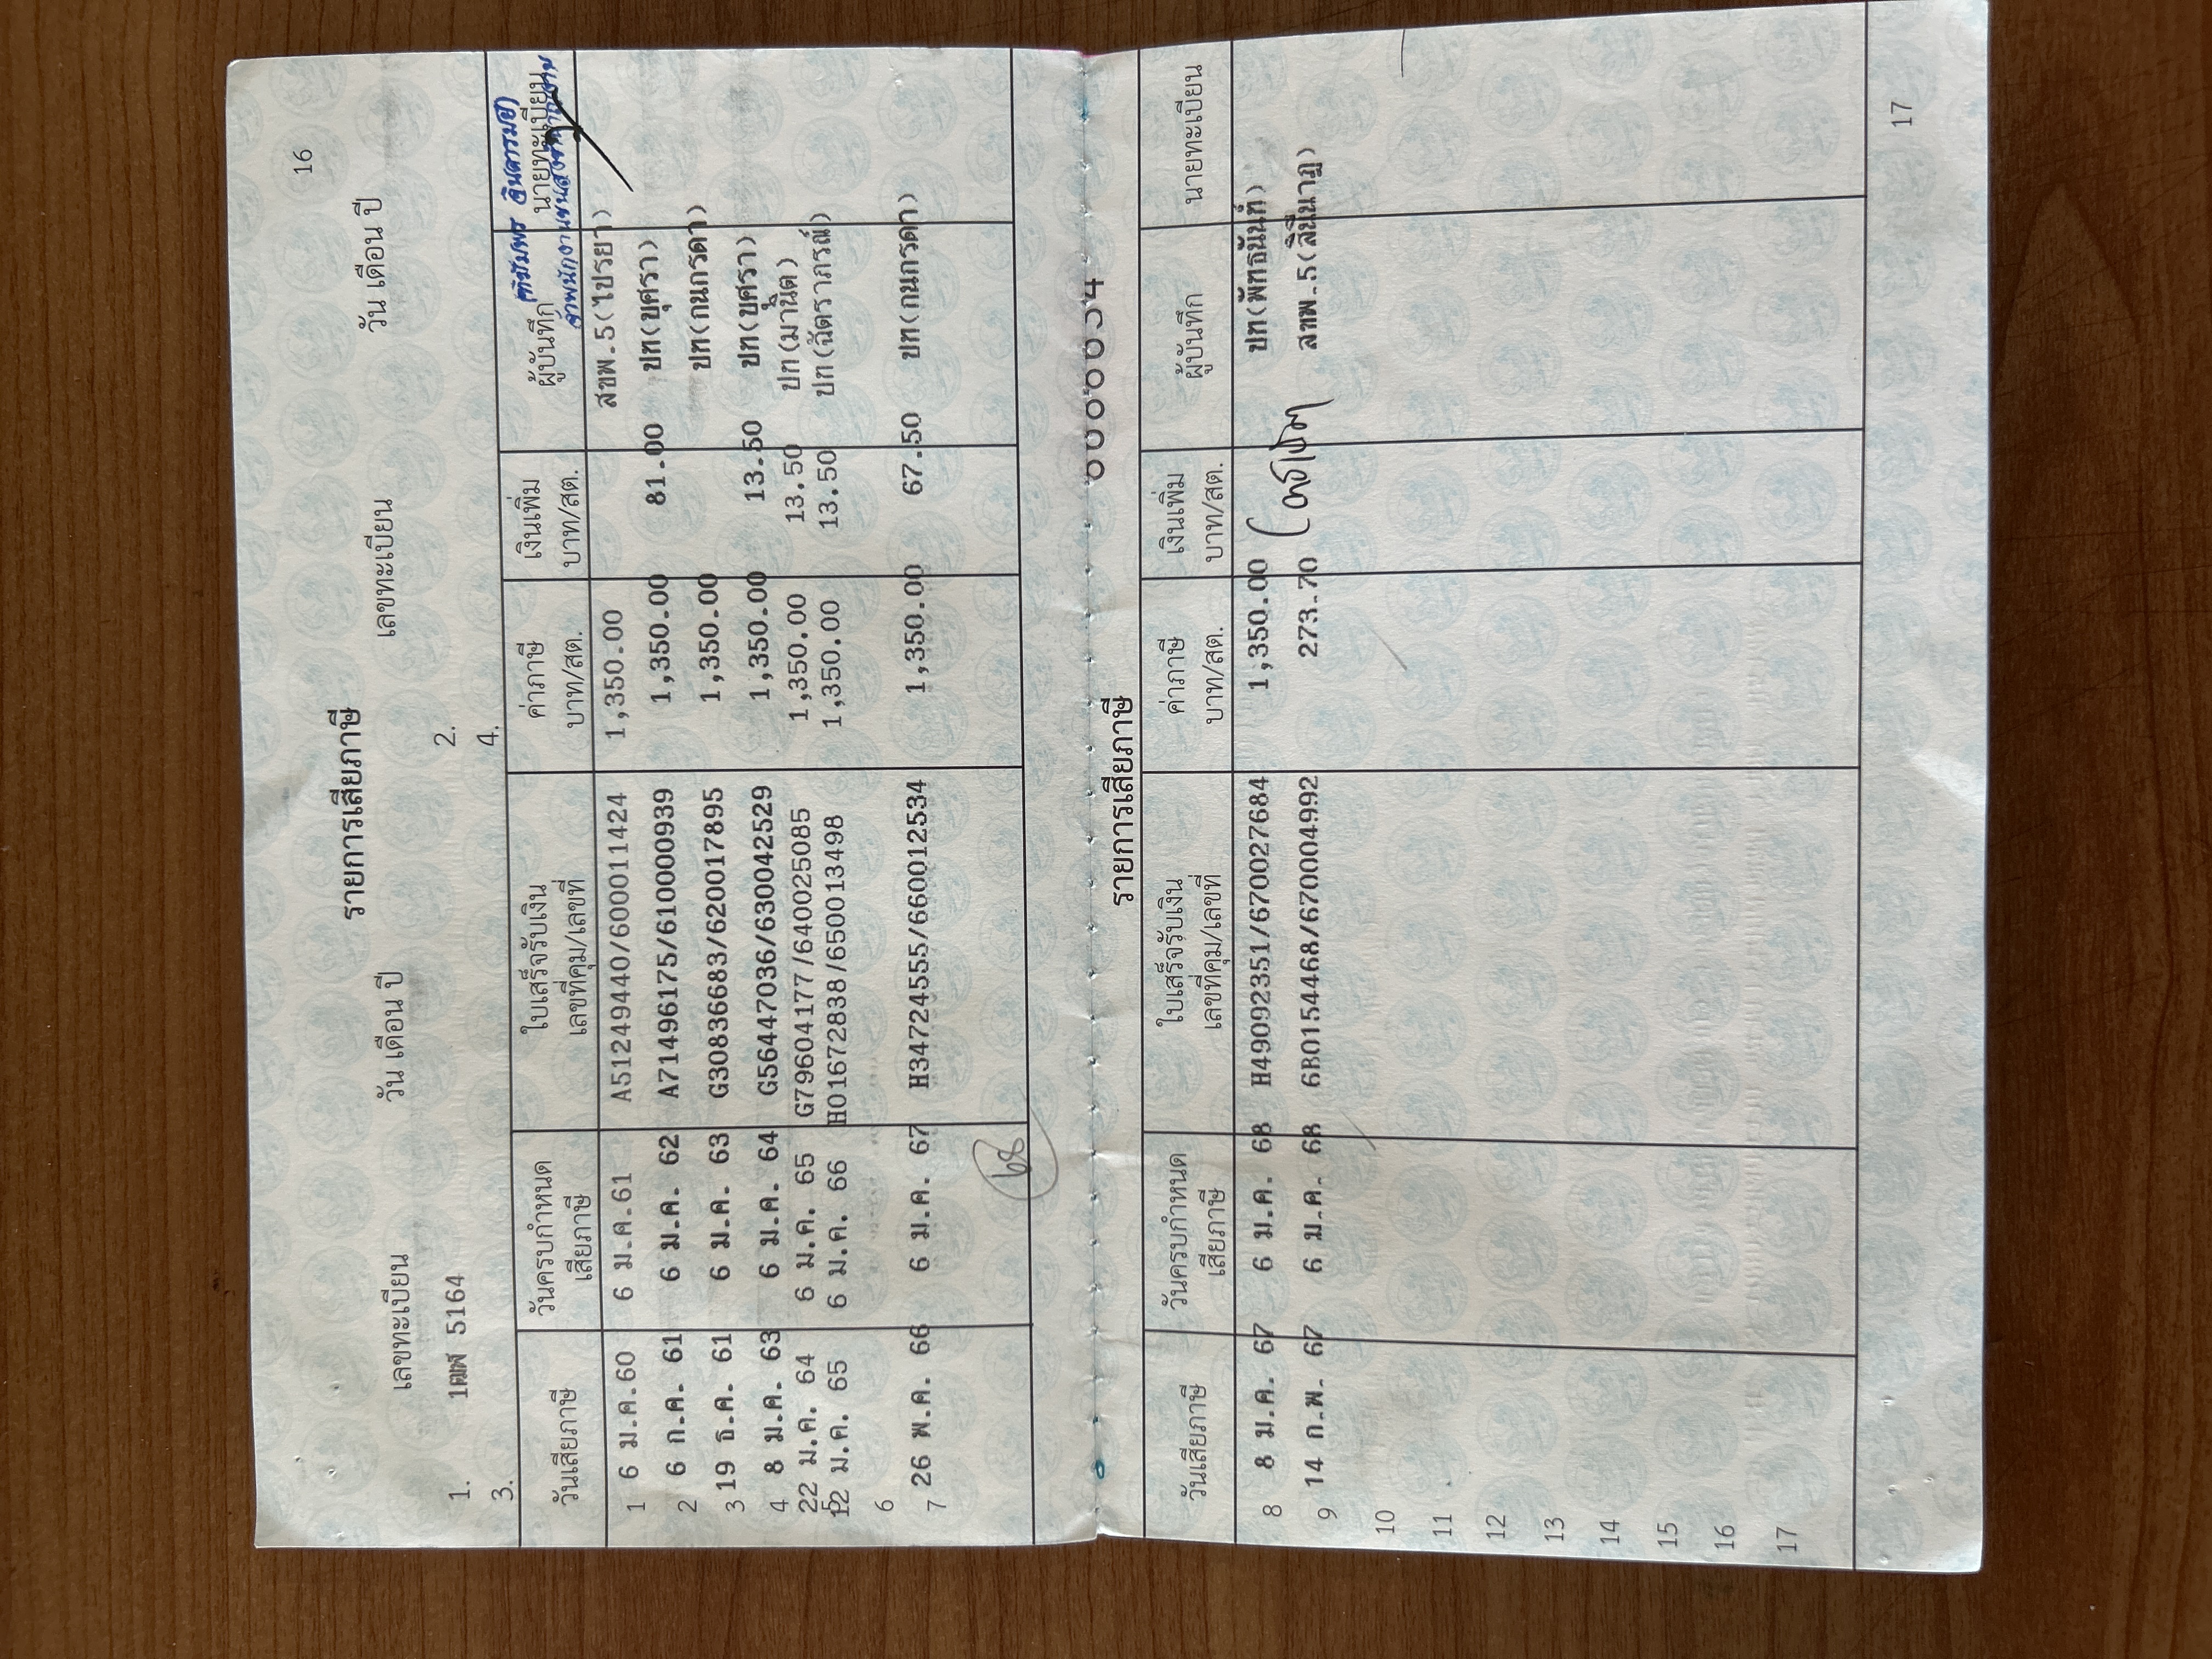 16
รายการเสียภาษี
เลขทะเบียน วัน เดือน ปี เลขทะเบียน วัน เดือน ปี
1. 1ฒฬ 5164 2.
3. 4.
วันเสียภาษี วันครบกำหนดเสียภาษี ใบเสร็จรับเงิน เลขที่คุม/เลขที่ ค่าภาษี บาท/สต. เงินเพิ่ม บาท/สต. ผู้บันทึก นายทะเบียน
1 6 ม.ค.60 6 ม.ค.61 A51249440/600011424 1,350.00 สขพ.5(ไปรยา)
2 6 ก.ค. 61 6 ม.ค. 62 A71496175/610000939 1,350.00 81.00 ปท(บุศรา)
3 19 ธ.ค. 61 6 ม.ค. 63 G30836683/620017895 1,350.00 ปท(กนกรดา)
4 8 ม.ค. 63 6 ม.ค. 64 G56447036/630042529 1,350.00 13.50 ปท(บุศรา)
22 ม.ค. 64 6 ม.ค. 65 G79604177/640025085 1,350.00 13.50 ปท(มานิต)
12 ม.ค. 65 6 ม.ค. 66 H01672838/650013498 1,350.00 13.50 ปท(ฉัตราภรณ์)
6
7 26 พ.ค. 66 6 ม.ค. 67 H34724555/660012534 1,350.00 67.50 ปท(กนกรดา)
68
รายการเสียภาษี
วันเสียภาษี วันครบกำหนดเสียภาษี ใบเสร็จรับเงิน เลขที่คุม/เลขที่ ค่าภาษี บาท/สต. เงินเพิ่ม บาท/สต. ผู้บันทึก นายทะเบียน
8 8 ม.ค. 67 6 ม.ค. 68 H49092351/670027684 1,350.00 ปท(พัทธนันท์)
9 14 ก.พ. 67 6 ม.ค. 68 6B0154468/670004992 273.70 สขพ.5(สินีนาฏ)
10
11
12
13
14
15
16
17
17